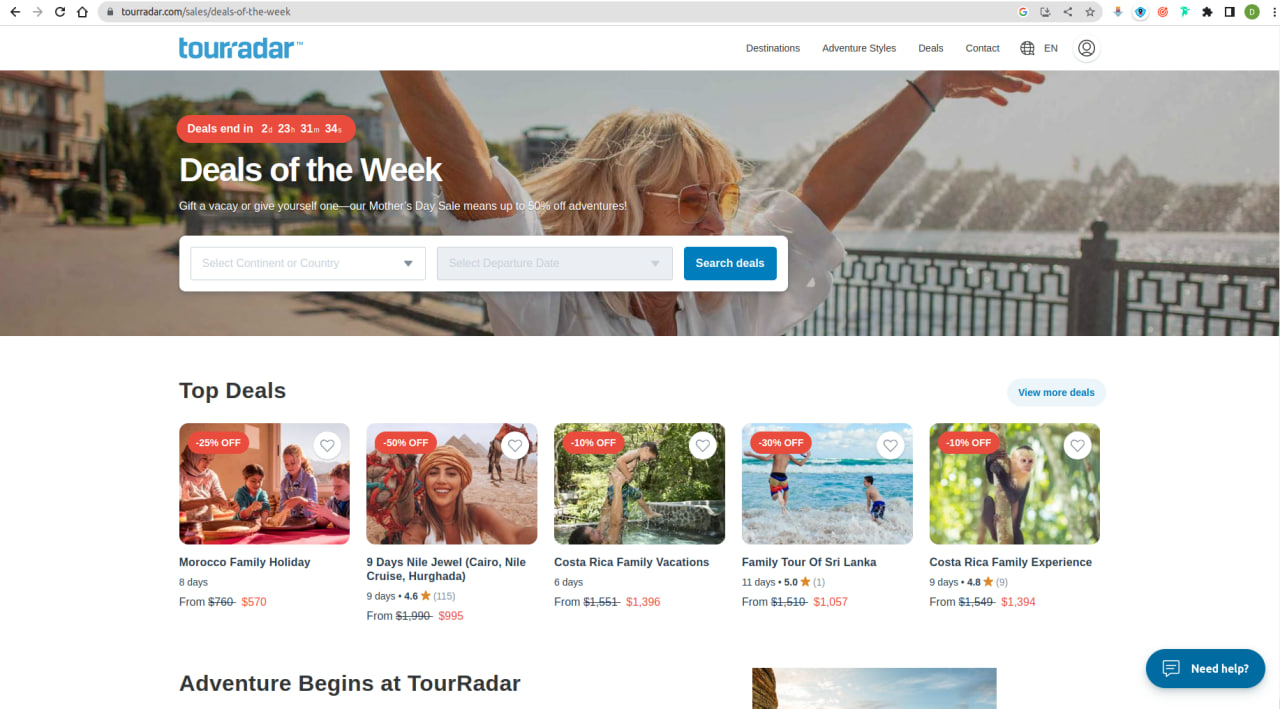 tourradar.com/sales/deals-of-the-week
D
tourradar™
Destinations
Adventure Styles
Deals
Contact
EN
Deals end in 2d 23h 31m 34s
Deals of the Week
Gift a vacay or give yourself one—our Mother's Day Sale means up to 50% off adventures!
Select Continent or Country
Select Departure Date
Search deals
Top Deals
View more deals
-25% OFF
Morocco Family Holiday
8 days
From $760 $570
-50% OFF
9 Days Nile Jewel (Cairo, Nile
Cruise, Hurghada)
9 days • 4.6 (115)
From $1,990 $995
-10% OFF
Costa Rica Family Vacations
6 days
From $1,551 $1,396
-30% OFF
Family Tour Of Sri Lanka
11 days • 5.0 (1)
From $1,510 $1,057
-10% OFF
Costa Rica Family Experience
9 days • 4.8 (9)
From $1,549 $1,394
Adventure Begins at TourRadar
Need help?